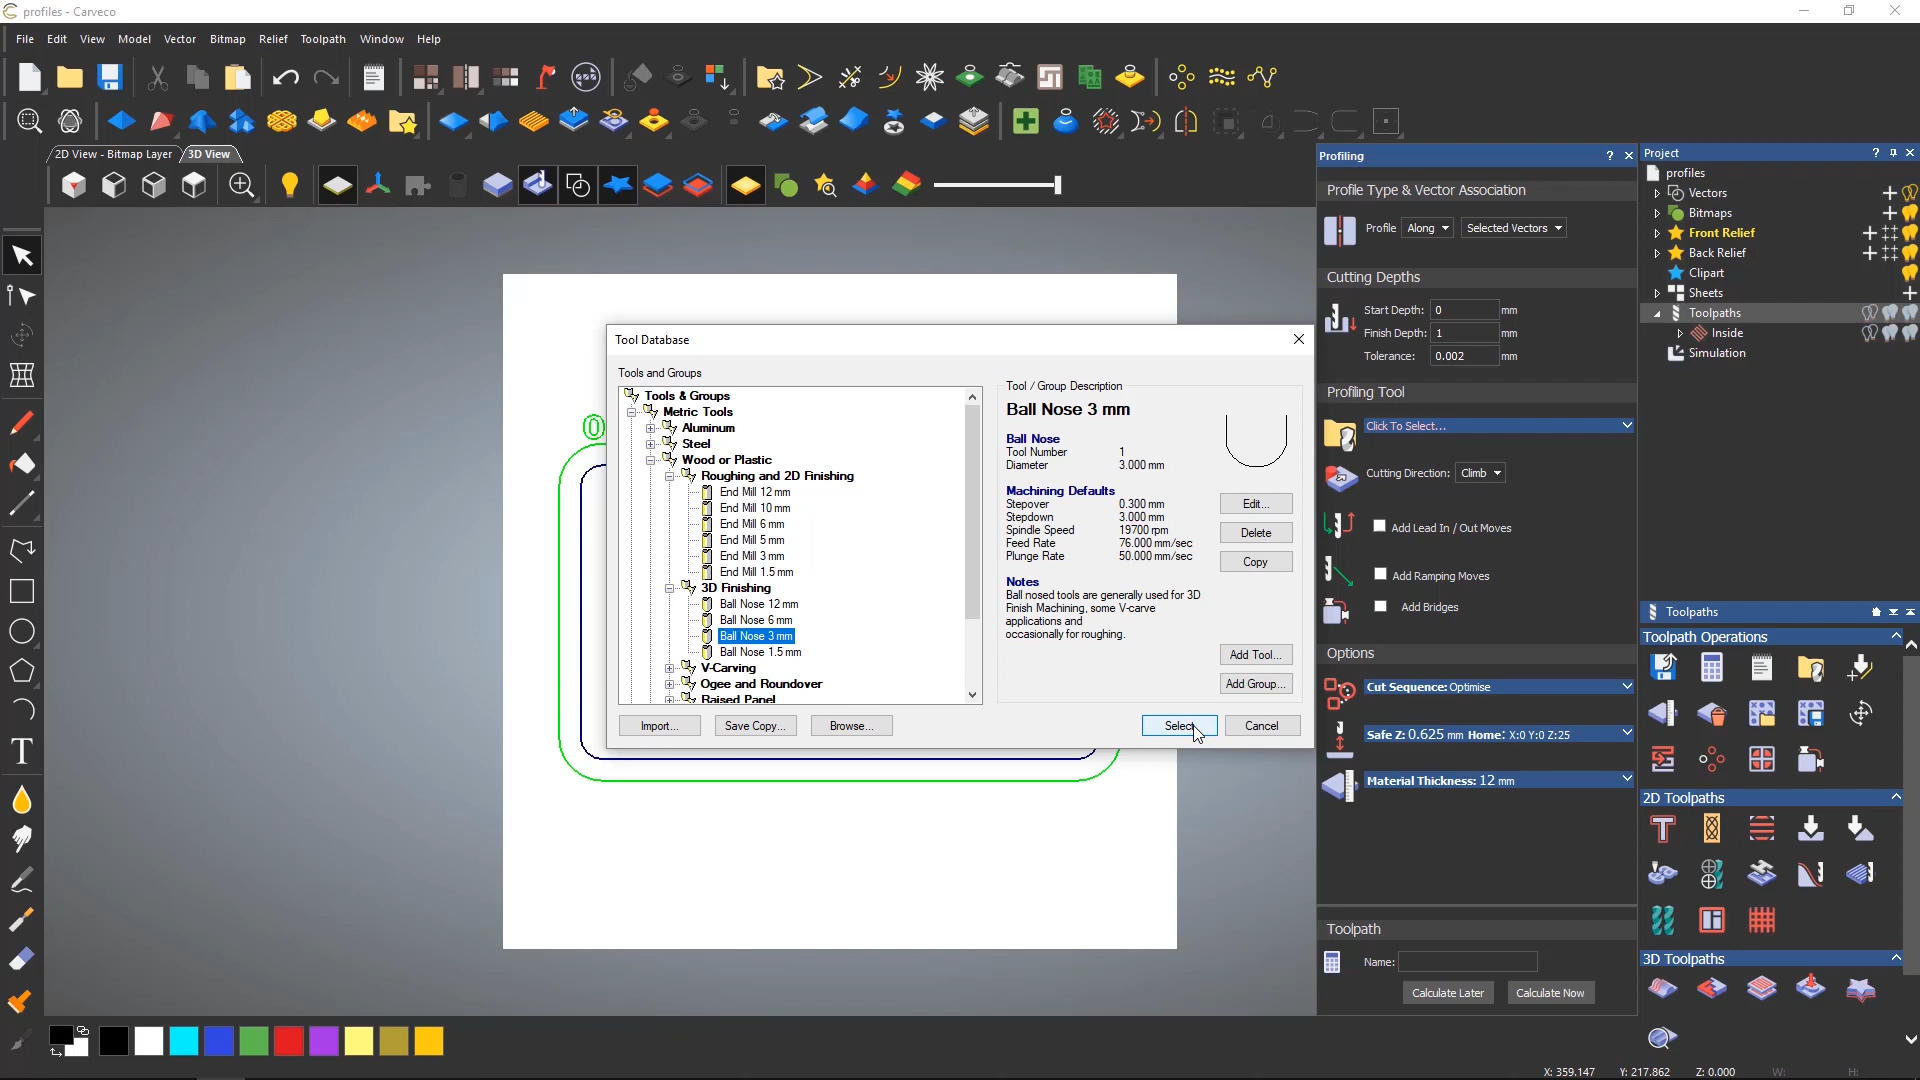 profiles - Carveco
File Edit View Model Vector Bitmap Relief Toolpath Window Help
2D View - Bitmap Layer
3D View
Tool Database
Tools and Groups
Tools & Groups
Metric Tools
Aluminum
Steel
Wood or Plastic
Roughing and 2D Finishing
End Mill 12 mm
End Mill 10 mm
End Mill 6 mm
End Mill 5 mm
End Mill 3 mm
End Mill 1.5 mm
3D Finishing
Ball Nose 12 mm
Ball Nose 6 mm
Ball Nose 3 mm
Ball Nose 1.5 mm
V-Carving
Ogee and Roundover
Raised Panel
Import...
Save Copy...
Browse...
Tool / Group Description
Ball Nose 3 mm
Ball Nose
Tool Number 1
Diameter 3.000 mm
Machining Defaults
Stepover 0.300 mm
Stepdown 3.000 mm
Spindle Speed 19700 rpm
Feed Rate 76.000 mm/sec
Plunge Rate 50.000 mm/sec
Notes
Ball nosed tools are generally used for 3D
Finish Machining, some V-carve
applications and
occasionally for roughing.
Edit...
Delete
Copy
Add Tool...
Add Group...
Select
Cancel
Profiling
Profile Type & Vector Association
Profile Along Selected Vectors
Cutting Depths
Start Depth: 0 mm
Finish Depth: 1 mm
Tolerance: 0.002 mm
Profiling Tool
Click To Select...
Cutting Direction: Climb
Add Lead In / Out Moves
Add Ramping Moves
Add Bridges
Options
Cut Sequence: Optimise
Safe Z: 0.625 mm Home: X:0 Y:0 Z:25
Material Thickness: 12 mm
Toolpath
Name:
Calculate Later
Calculate Now
Project
profiles
Vectors
Bitmaps
Front Relief
Back Relief
Clipart
Sheets
Toolpaths
Inside
Simulation
Toolpaths
Toolpath Operations
2D Toolpaths
3D Toolpaths
X: 359.147 Y: 217.862 Z: 0.000 W: H: